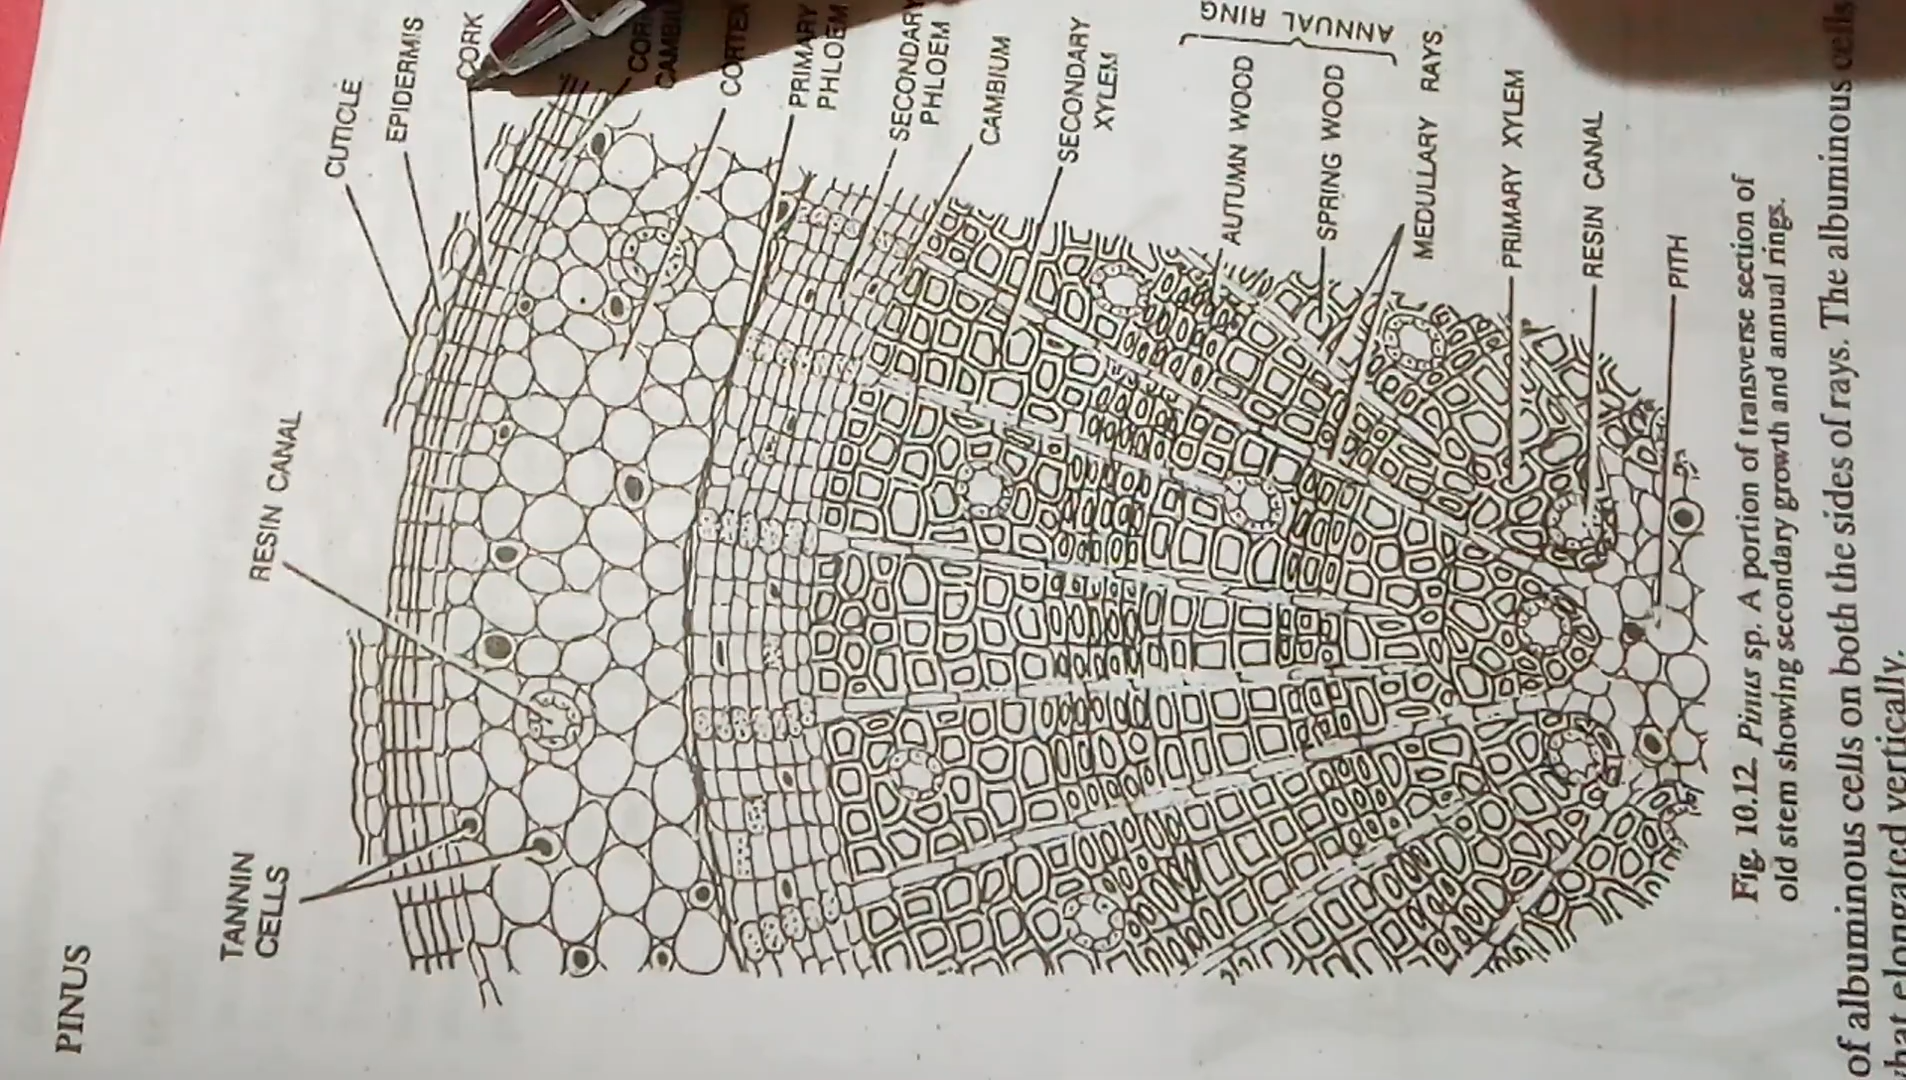 PINUS
TANNIN
CELLS
RESIN CANAL
CUTICLE
EPIDERMIS
CORK
CORK
CORTEX
PRIMARY
PHLOEM
SECONDARY
PHLOEM
CAMBIUM
SECONDARY
XYLEM
AUTUMN WOOD
SPRING WOOD
ANNUAL RING
MEDULLARY RAYS
PRIMARY XYLEM
RESIN CANAL
PITH
Fig. 10.12. Pinus sp. A portion of transverse section of
old stem showing secondary growth and annual rings.
of albuminous cells on both the sides of rays. The albuminous cells
elongated vertically.